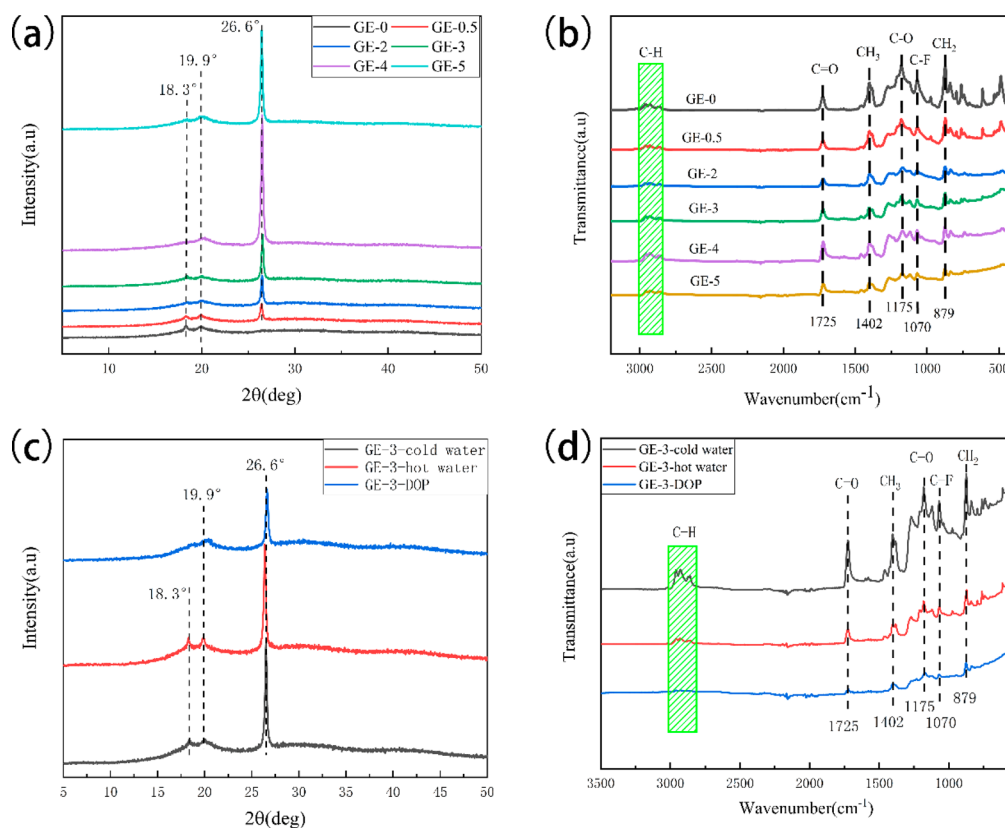 (a)
18.3°
19.9°
26.6°
GE-0 GE-0.5
GE-2 GE-3
GE-4 GE-5
Intensity(a.u)
10 20 30 40 50
2θ(deg)
(b)
C-H
C=O
CH3
C-O
C-F
CH2
GE-0
GE-0.5
GE-2
GE-3
GE-4
GE-5
1725
1402
1175
1070
879
Transmittance(a.u)
3000 2500 2000 1500 1000 500
Wavenumber(cm⁻¹)
(c)
GE-3-cold water
GE-3-hot water
GE-3-DOP
26.6°
19.9°
18.3°
Intensity(a.u)
5 10 15 20 25 30 35 40 45 50
2θ(deg)
(d)
GE-3-cold water
GE-3-hot water
GE-3-DOP
C-H
C=O
CH3
C-O
C-F
CH2
1725
1402
1175
1070
879
Transmittance(a.u)
3500 3000 2500 2000 1500 1000
Wavenumber(cm⁻¹)